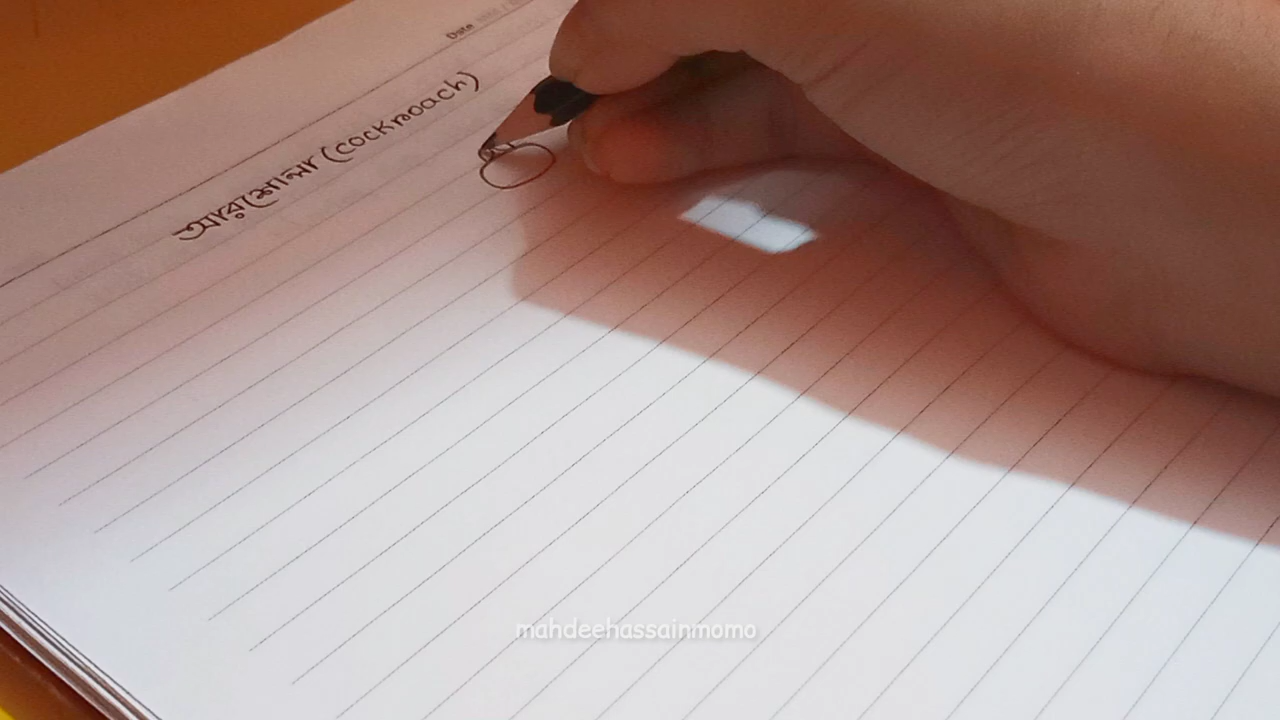 Date
আরশোলা (cockroach)
mahdeehassainmomo